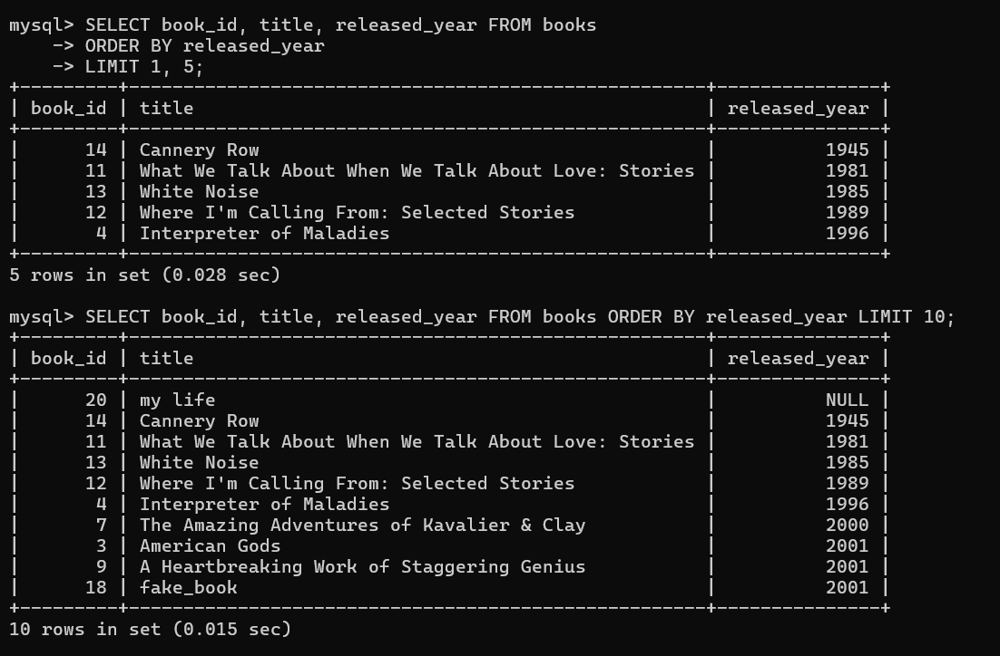 mysql> SELECT book_id, title, released_year FROM books
    -> ORDER BY released_year
    -> LIMIT 1, 5;
+---------+-----------------------------------------------------+---------------+
| book_id | title                                               | released_year |
+---------+-----------------------------------------------------+---------------+
|      14 | Cannery Row                                         |          1945 |
|      11 | What We Talk About When We Talk About Love: Stories |          1981 |
|      13 | White Noise                                         |          1985 |
|      12 | Where I'm Calling From: Selected Stories            |          1989 |
|       4 | Interpreter of Maladies                             |          1996 |
+---------+-----------------------------------------------------+---------------+
5 rows in set (0.028 sec)

mysql> SELECT book_id, title, released_year FROM books ORDER BY released_year LIMIT 10;
+---------+-----------------------------------------------------+---------------+
| book_id | title                                               | released_year |
+---------+-----------------------------------------------------+---------------+
|      20 | my life                                             |          NULL |
|      14 | Cannery Row                                         |          1945 |
|      11 | What We Talk About When We Talk About Love: Stories |          1981 |
|      13 | White Noise                                         |          1985 |
|      12 | Where I'm Calling From: Selected Stories            |          1989 |
|       4 | Interpreter of Maladies                             |          1996 |
|       7 | The Amazing Adventures of Kavalier & Clay           |          2000 |
|       3 | American Gods                                       |          2001 |
|       9 | A Heartbreaking Work of Staggering Genius           |          2001 |
|      18 | fake_book                                           |          2001 |
+---------+-----------------------------------------------------+---------------+
10 rows in set (0.015 sec)